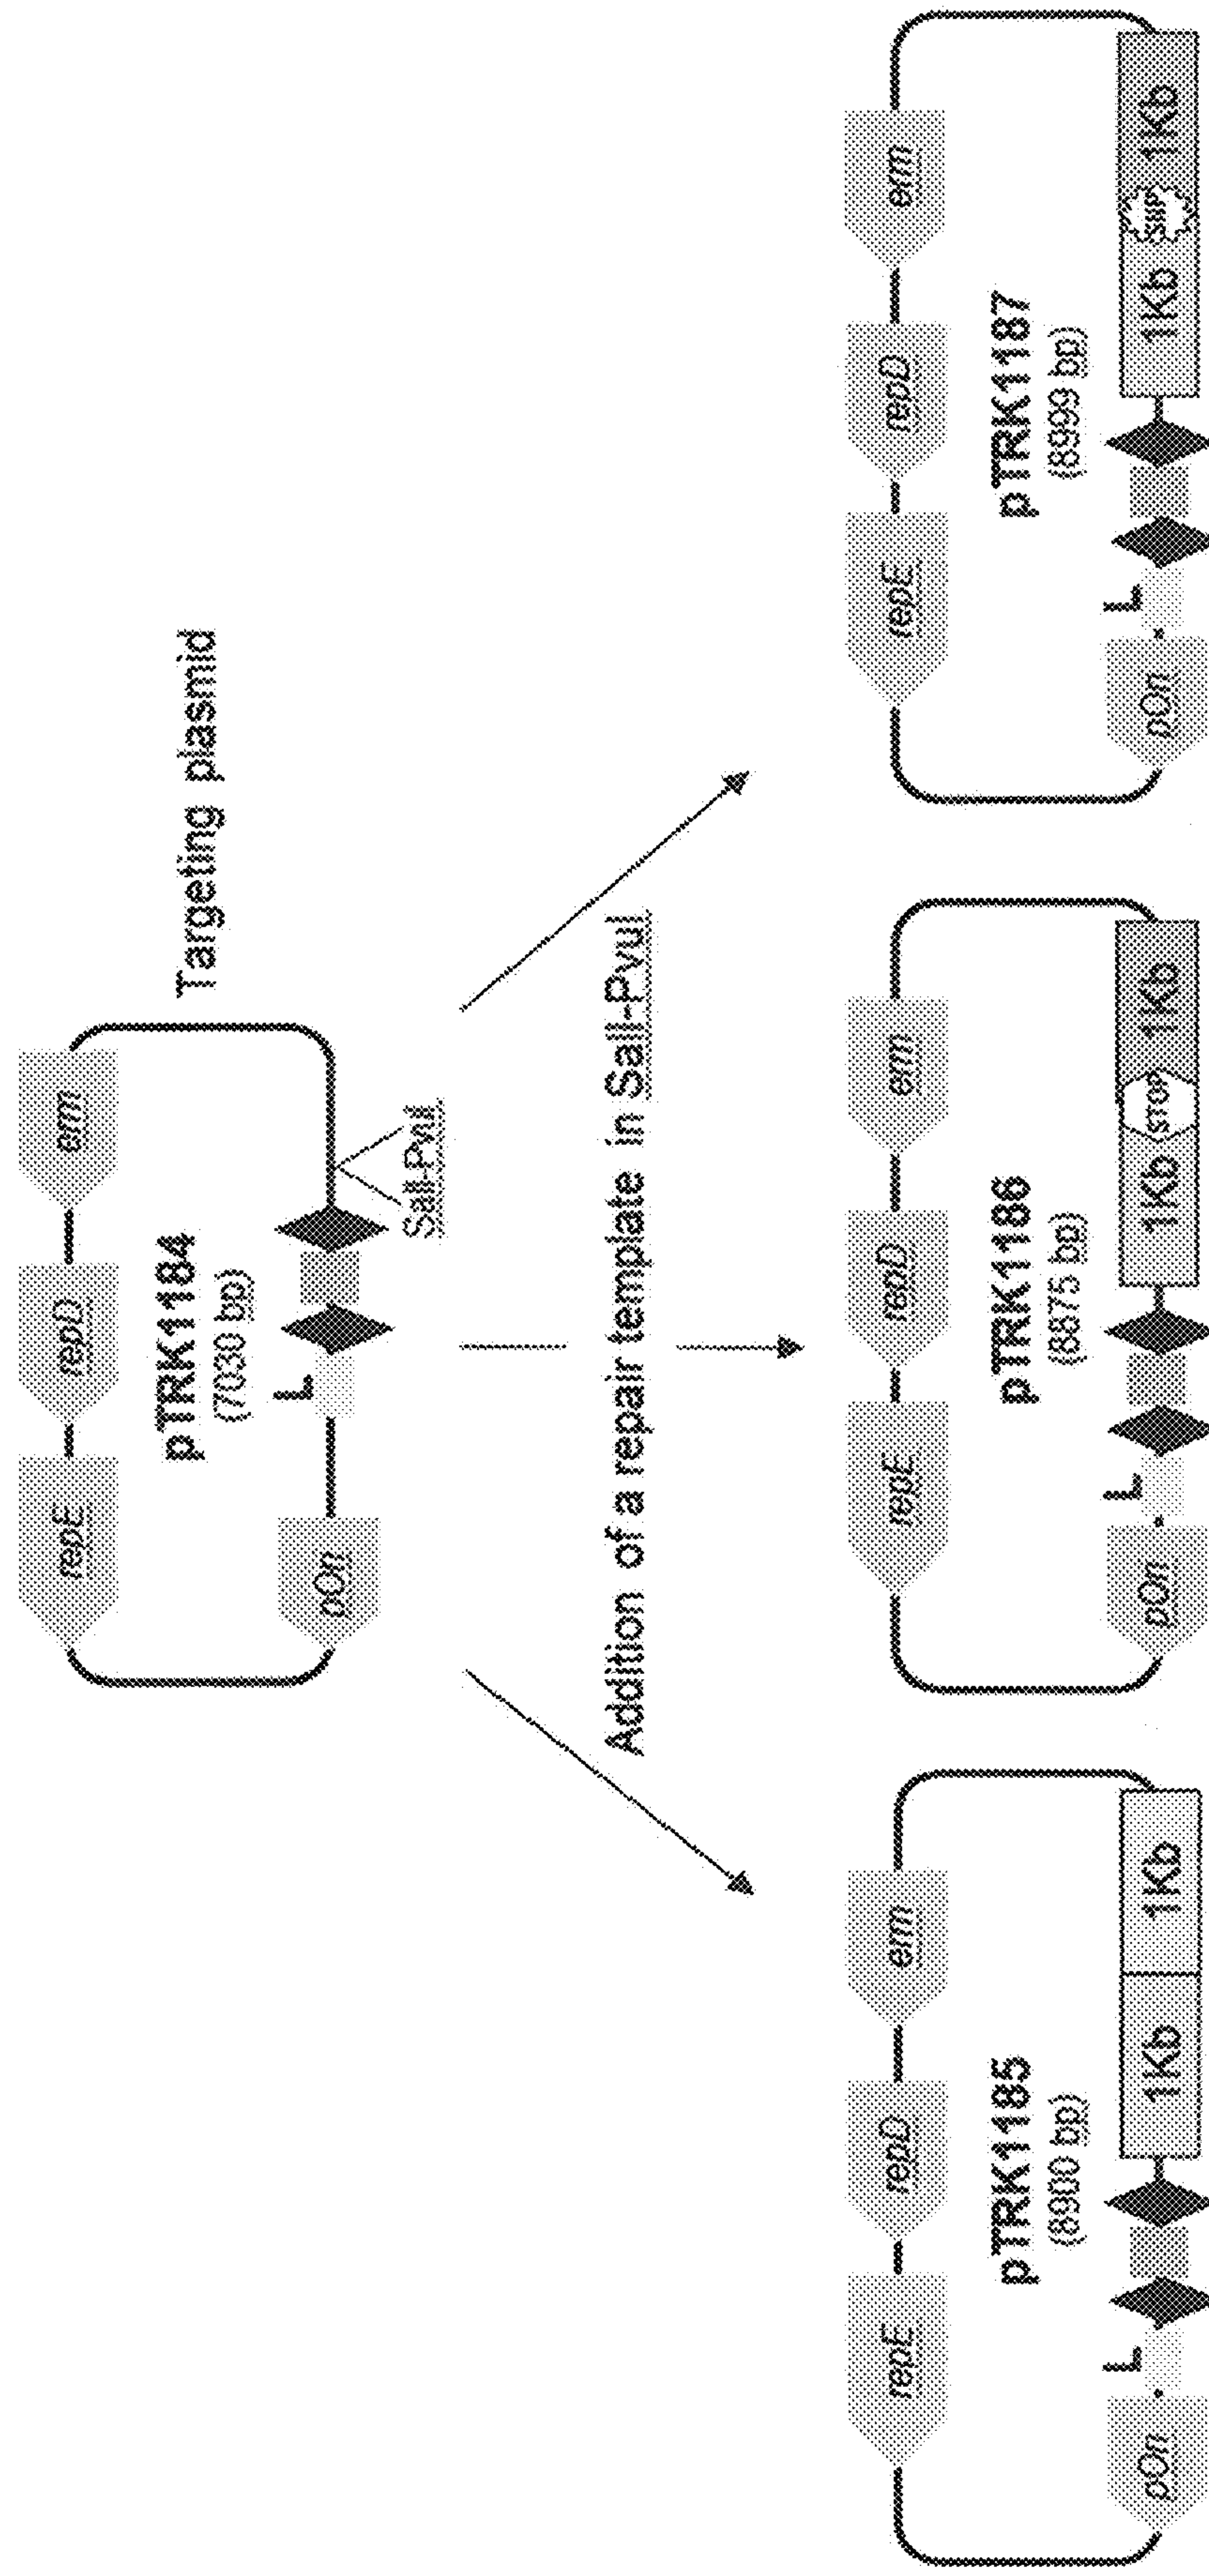 Targeting plasmid
repE
repD
erm
pTRK1184
(7030 bp)
L
pOri
SalI-PvuI
Addition of a repair template in SalI-PvuI
repE
repD
erm
pTRK1185
(8900 bp)
L
pOri
1Kb
1Kb
repE
repD
erm
pTRK1186
(8875 bp)
L
pOri
1Kb
STOP
1Kb
repE
repD
erm
pTRK1187
(8999 bp)
L
pOri
1Kb
1Kb